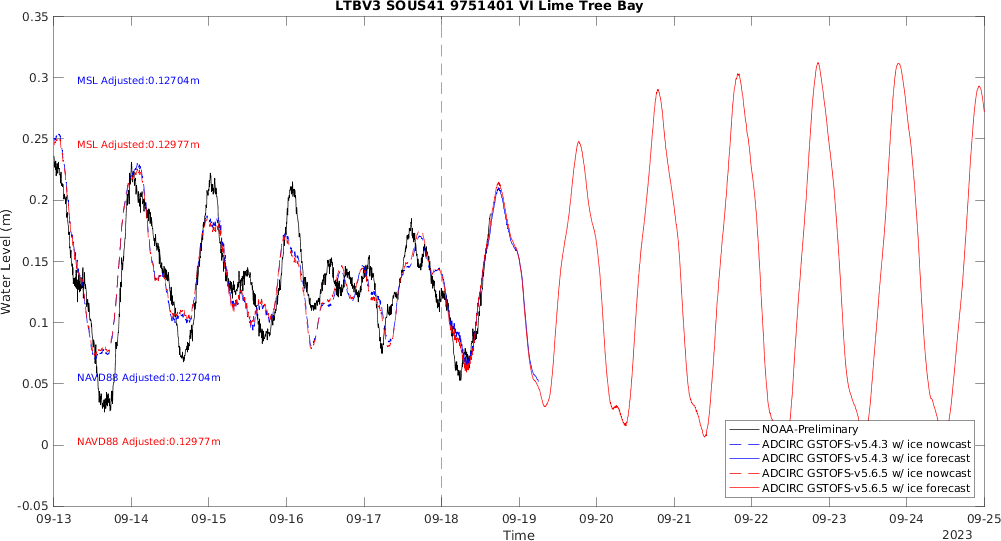 LTBV3 SOUS41 9751401 VI Lime Tree Bay
0.35
0.3
0.25
0.2
0.15
0.1
0.05
0
-0.05
Water Level (m)
MSL Adjusted:0.12704m
MSL Adjusted:0.12977m
NAVD88 Adjusted:0.12704m
NAVD88 Adjusted:0.12977m
NOAA-Preliminary
ADCIRC GSTOFS-v5.4.3 w/ ice nowcast
ADCIRC GSTOFS-v5.4.3 w/ ice forecast
ADCIRC GSTOFS-v5.6.5 w/ ice nowcast
ADCIRC GSTOFS-v5.6.5 w/ ice forecast
09-13 09-14 09-15 09-16 09-17 09-18 09-19 09-20 09-21 09-22 09-23 09-24 09-25
Time
2023